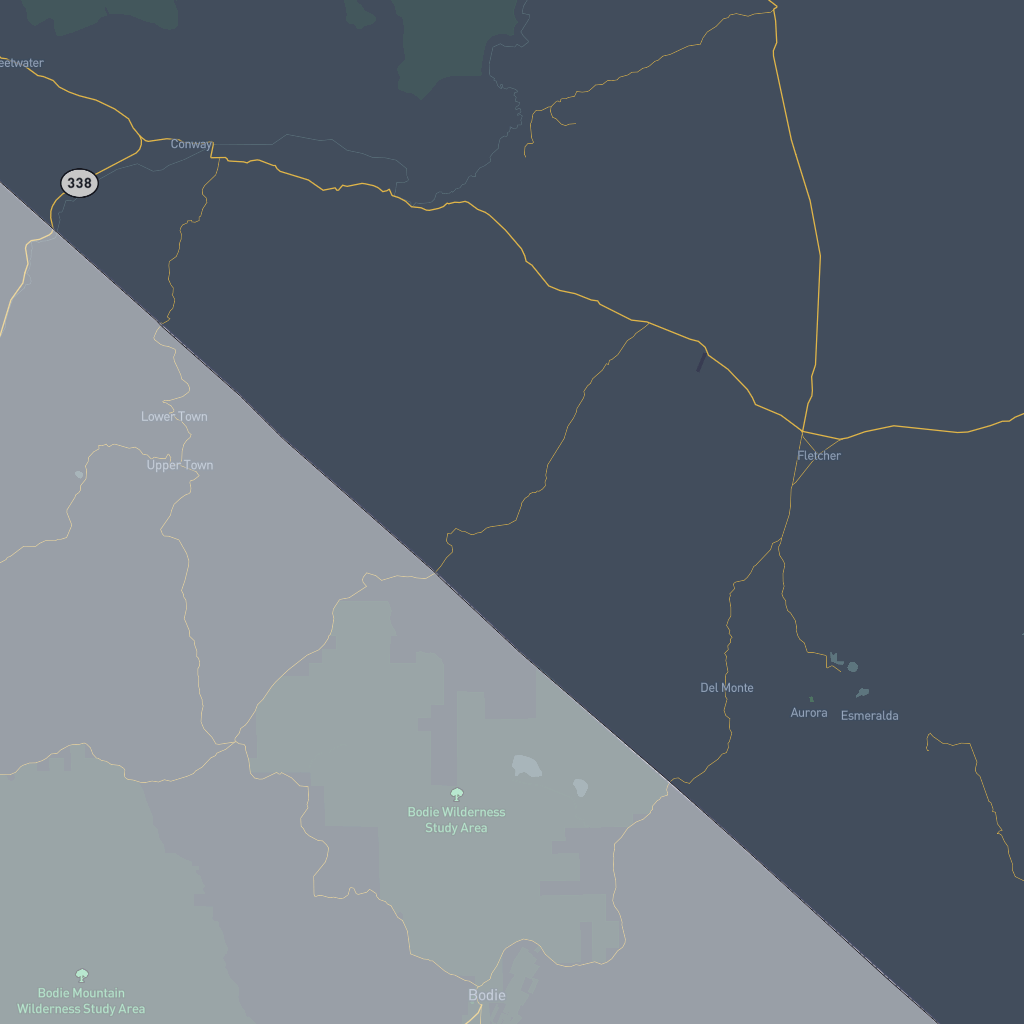 eetwater
Conway
338
Lower Town
Upper Town
Fletcher
Del Monte
Aurora
Esmeralda
Bodie Wilderness
Study Area
Bodie Mountain
Wilderness Study Area
Bodie